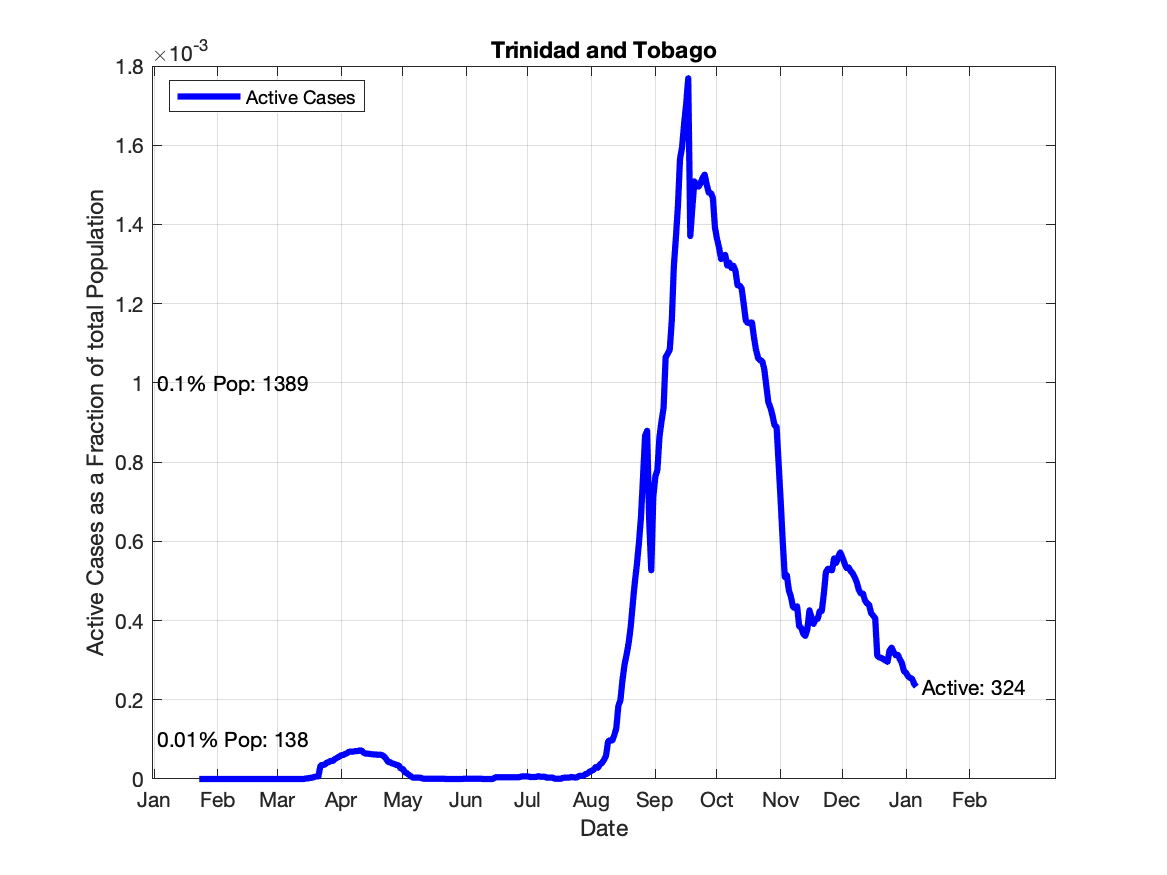 Trinidad and Tobago
×10-3
Active Cases
1.8
1.6
1.4
1.2
1
0.8
0.6
0.4
0.2
0
Active Cases as a Fraction of total Population
0.1% Pop: 1389
0.01% Pop: 138
Active: 324
Jan Feb Mar Apr May Jun Jul Aug Sep Oct Nov Dec Jan Feb
Date